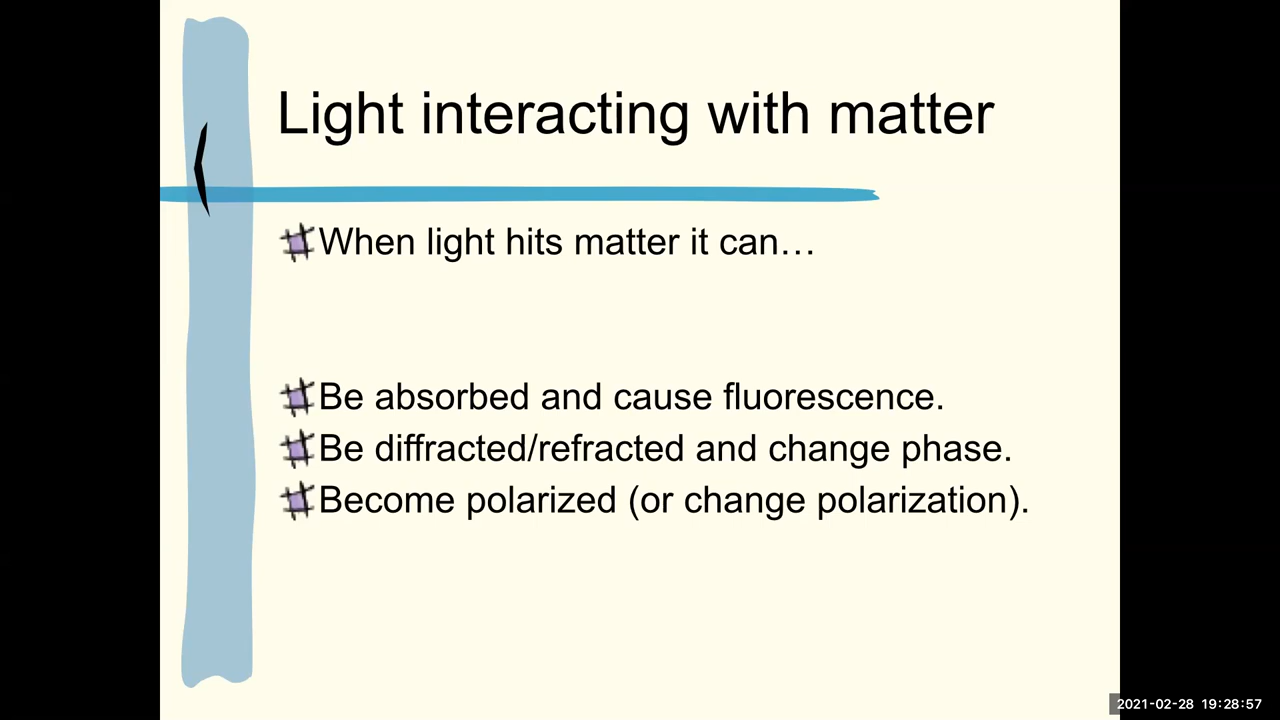 Light interacting with matter
When light hits matter it can…
Be absorbed and cause fluorescence.
Be diffracted/refracted and change phase.
Become polarized (or change polarization).
2021-02-28 19:28:57